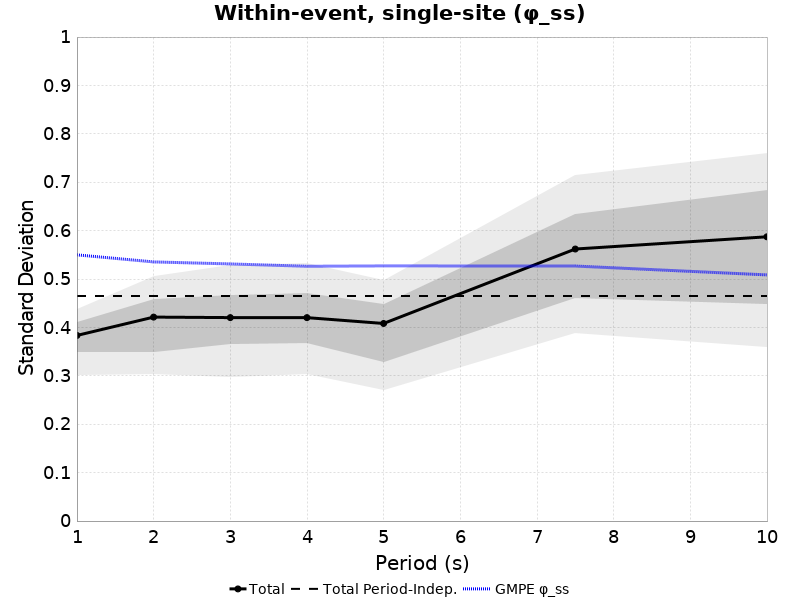 Within-event, single-site (φ_ss)
Standard Deviation
1
0.9
0.8
0.7
0.6
0.5
0.4
0.3
0.2
0.1
0
1 2 3 4 5 6 7 8 9 10
Period (s)
Total Total Period-Indep. GMPE φ_ss